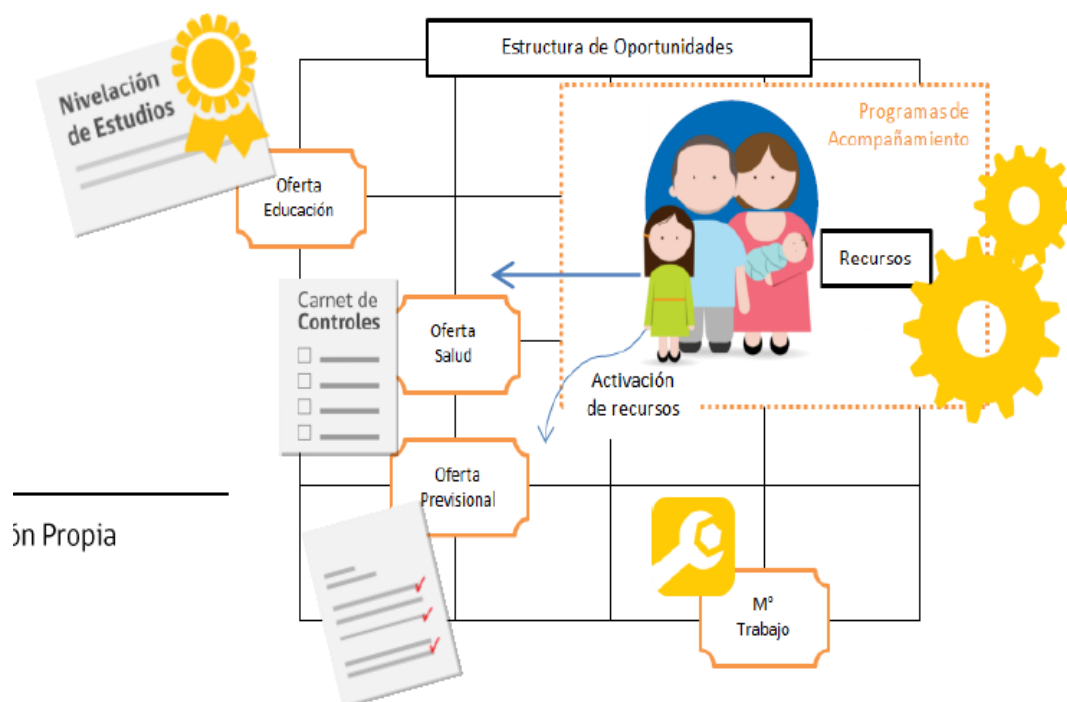 Estructura de Oportunidades
Nivelación
de Estudios
Programas de
Acompañamiento
Oferta
Educación
Recursos
Carnet de
Controles
Oferta
Salud
Activación
de recursos
Oferta
Previsional
ón Propia
M°
Trabajo